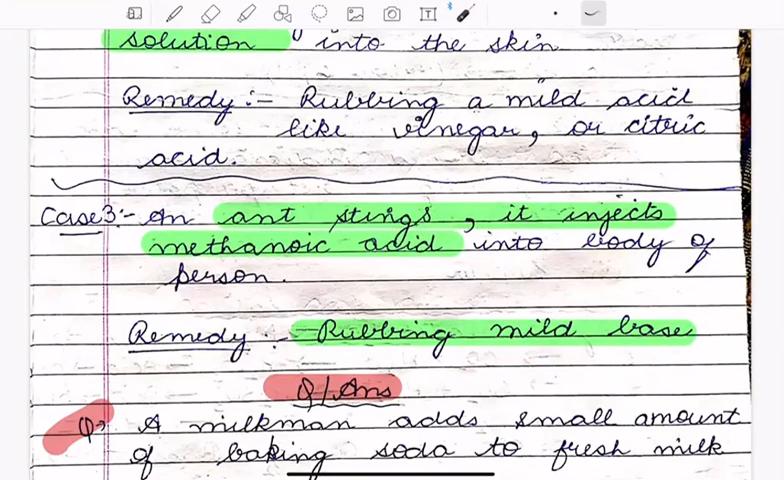 solution into the skin
Remedy :- Rubbing a mild acid
like vinegar, or citric
acid.
Case3:- An ant stings, it injects
methanoic acid into body of
person.
Remedy :- Rubbing mild base
Q/Ans
Q> A milkman adds small amount
of baking soda to fresh milk